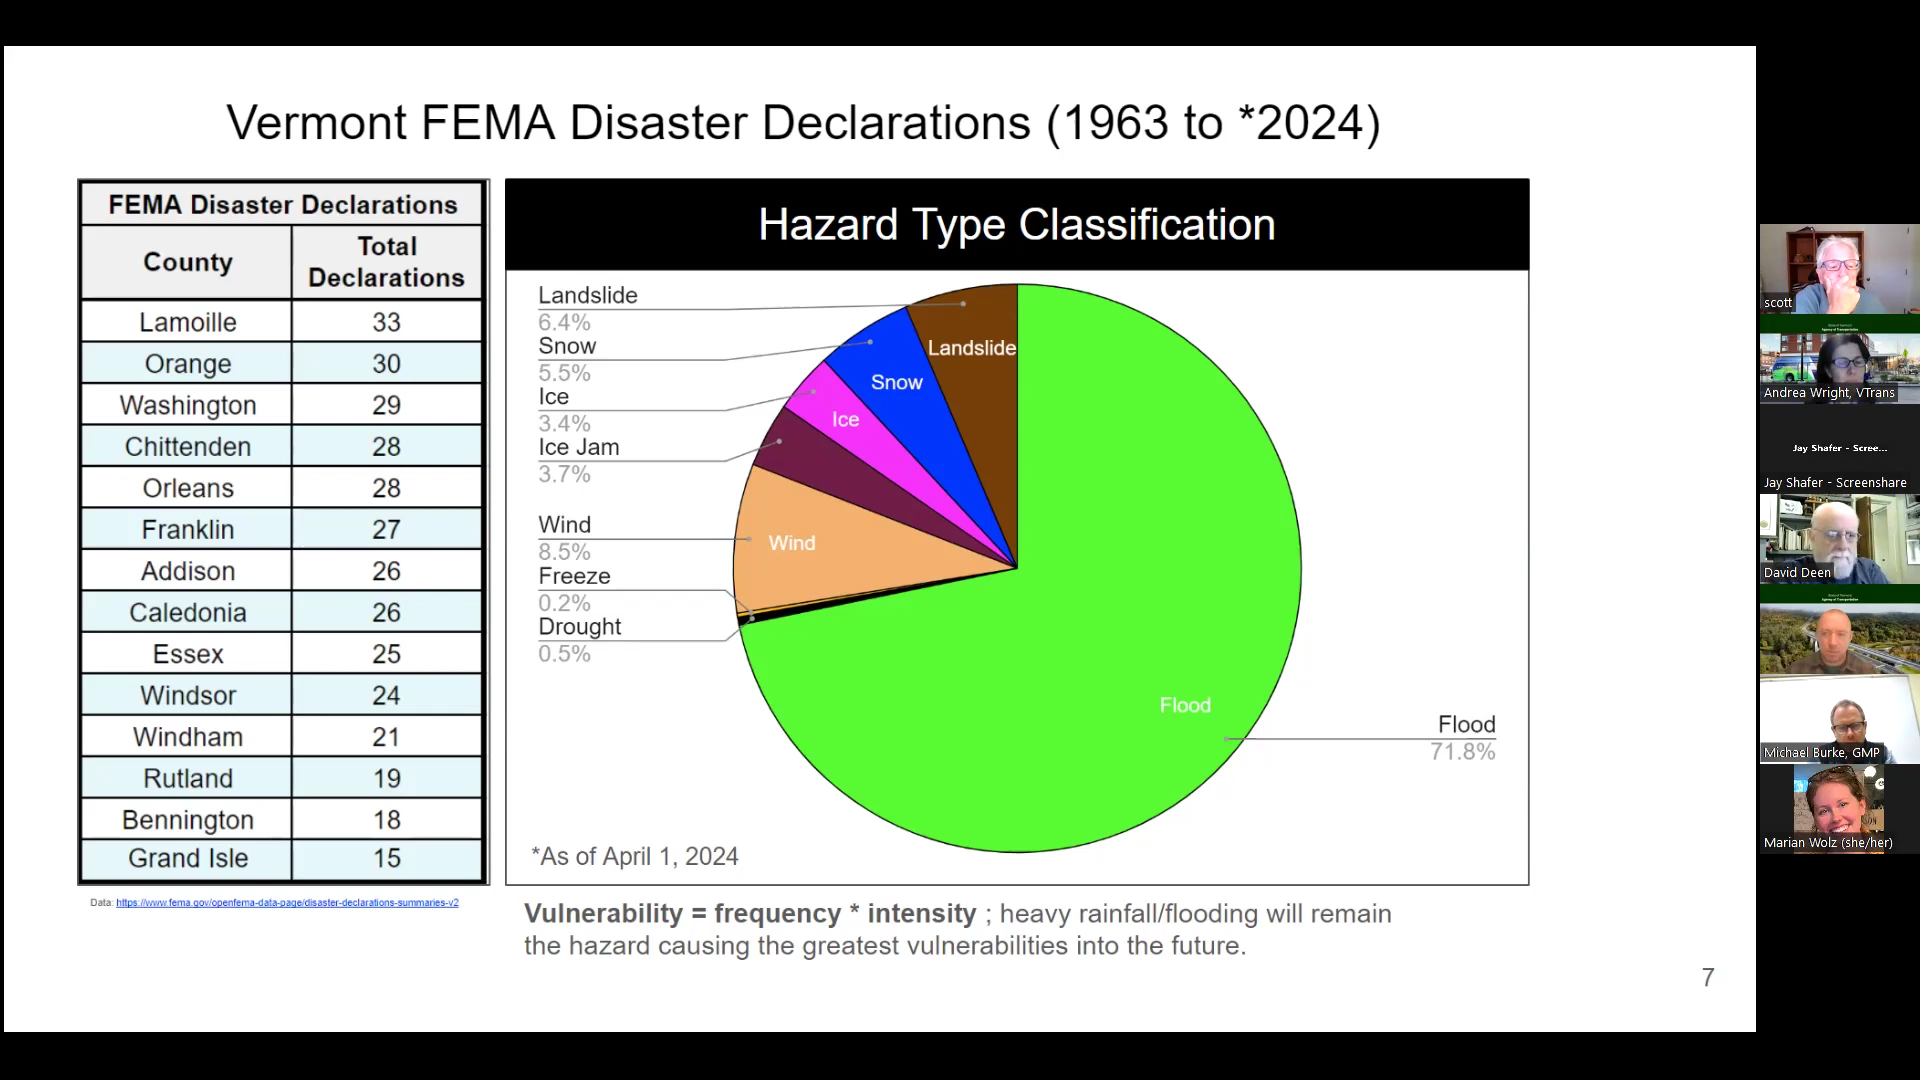 Vermont FEMA Disaster Declarations (1963 to *2024)
FEMA Disaster Declarations
County
Total
Declarations
Lamoille 33
Orange 30
Washington 29
Chittenden 28
Orleans 28
Franklin 27
Addison 26
Caledonia 26
Essex 25
Windsor 24
Windham 21
Rutland 19
Bennington 18
Grand Isle 15
Data: https://www.fema.gov/openfema-data-page/disaster-declarations-summaries-v2
Hazard Type Classification
Landslide
6.4%
Snow
5.5%
Ice
3.4%
Ice Jam
3.7%
Wind
8.5%
Freeze
0.2%
Drought
0.5%
Landslide
Snow
Ice
Wind
Flood
Flood
71.8%
*As of April 1, 2024
Vulnerability = frequency * intensity ; heavy rainfall/flooding will remain
the hazard causing the greatest vulnerabilities into the future.
7
scott
Andrea Wright, VTrans
Jay Shafer - Scree...
Jay Shafer - Screenshare
David Deen
Michael Burke, GMP
Marian Wolz (she/her)